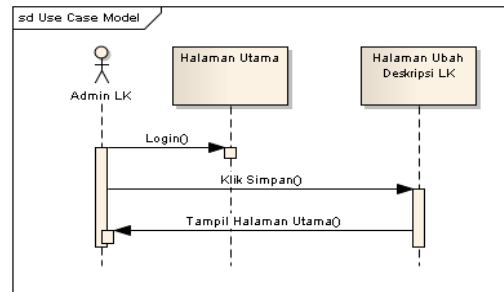 sd Use Case Model
Admin LK
Halaman Utama
Halaman Ubah
Deskripsi LK
Login()
Klik Simpan()
Tampil Halaman Utama()